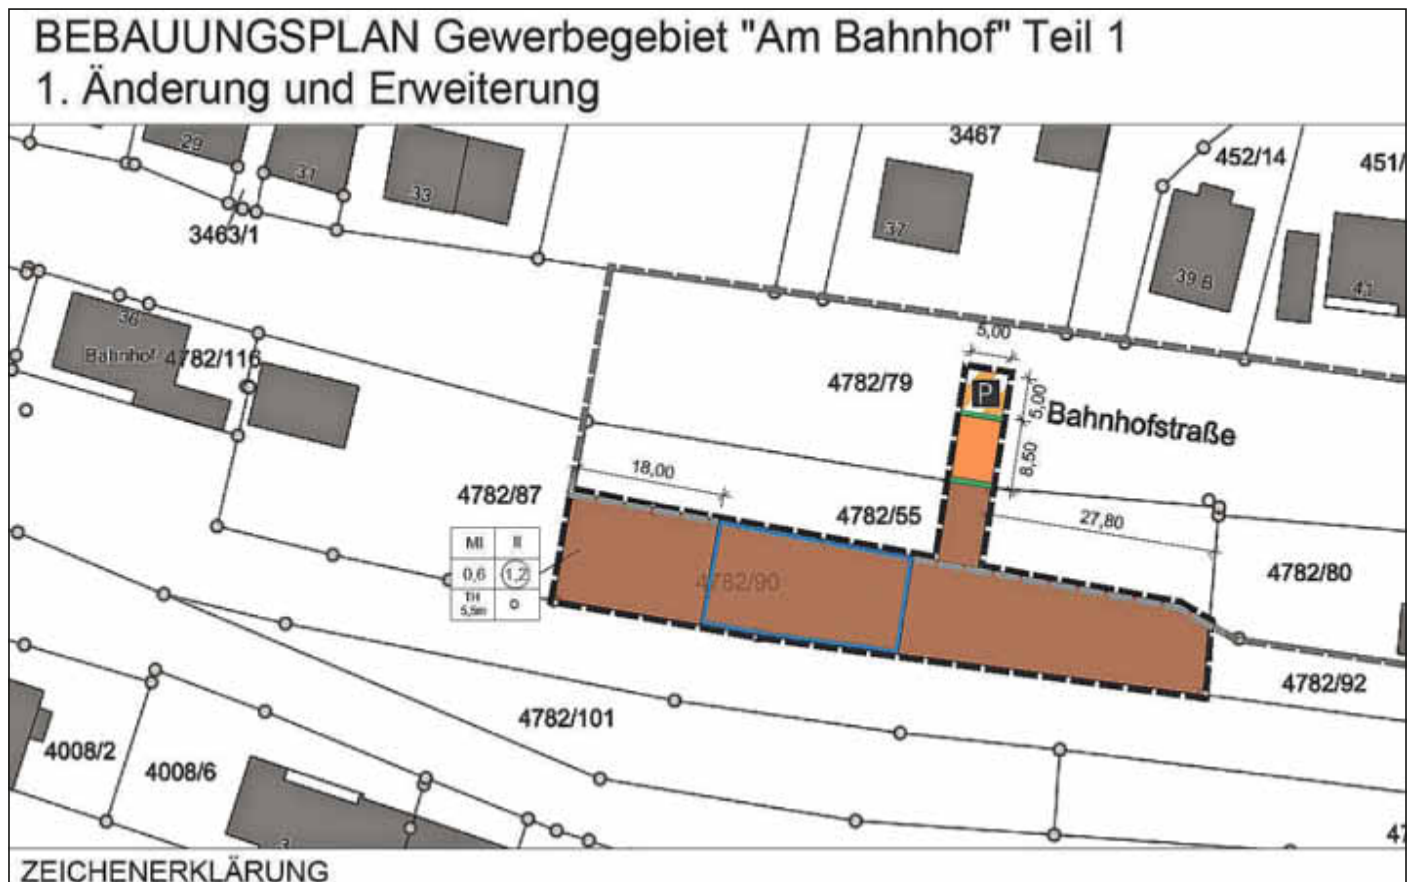 BEBAUUNGSPLAN Gewerbegebiet "Am Bahnhof" Teil 1
1. Änderung und Erweiterung
29
31
33
3463/1
3467
37
452/14
451/
39 B
41
36
Bahnhof
4782/116
5,00
4782/79
P
5,00
Bahnhofstraße
8,50
18,00
4782/87
4782/55
27,80
MI II
0,6 1,2
TH
5,5m o
4782/90
4782/80
4782/92
4782/101
4008/2
4008/6
3
47
ZEICHENERKLÄRUNG